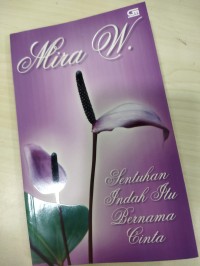 Mira W.
Sentuhan
Indah Itu
Bernama
Cinta